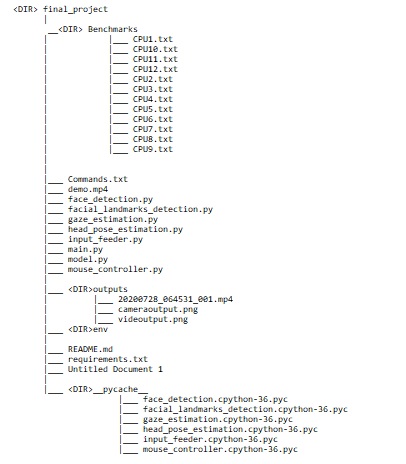 <DIR> final_project
|
__<DIR> Benchmarks
|___ CPU1.txt
|___ CPU10.txt
|___ CPU11.txt
|___ CPU12.txt
|___ CPU2.txt
|___ CPU3.txt
|___ CPU4.txt
|___ CPU5.txt
|___ CPU6.txt
|___ CPU7.txt
|___ CPU8.txt
|___ CPU9.txt
|___ Commands.txt
|___ demo.mp4
|___ face_detection.py
|___ facial_landmarks_detection.py
|___ gaze_estimation.py
|___ head_pose_estimation.py
|___ input_feeder.py
|___ main.py
|___ model.py
|___ mouse_controller.py
|___ <DIR>outputs
|___ 20200728_064531_001.mp4
|___ cameraoutput.png
|___ videoutput.png
|___ <DIR>env
|___ README.md
|___ requirements.txt
|___ Untitled Document 1
|___ <DIR>__pycache__
|___ face_detection.cpython-36.pyc
|___ facial_landmarks_detection.cpython-36.pyc
|___ gaze_estimation.cpython-36.pyc
|___ head_pose_estimation.cpython-36.pyc
|___ input_feeder.cpython-36.pyc
|___ mouse_controller.cpython-36.pyc